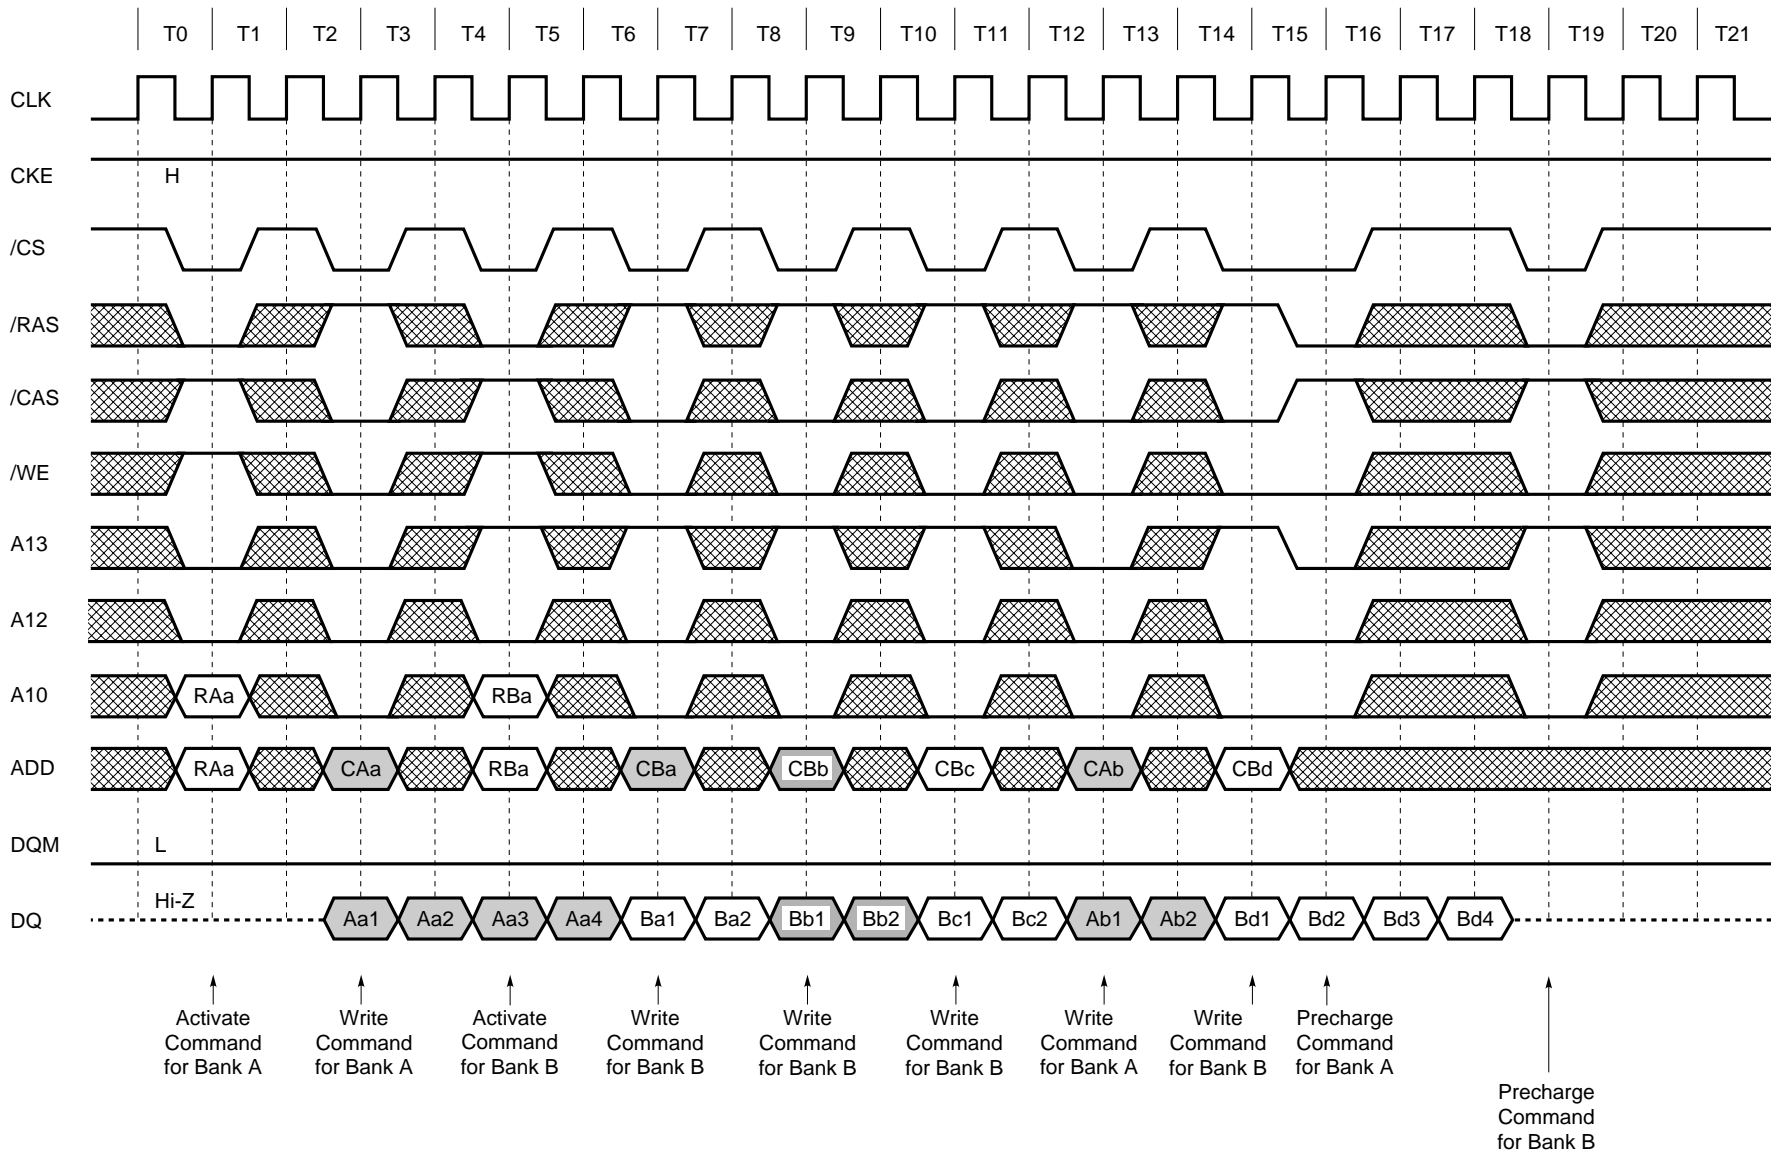 T0 T1 T2 T3 T4 T5 T6 T7 T8 T9 T10 T11 T12 T13 T14 T15 T16 T17 T18 T19 T20 T21
CLK
CKE H
/CS
/RAS
/CAS
/WE
A13
A12
A10 RAa RBa
ADD RAa CAa RBa CBa CBb CBc CAb CBd
DQM L
Hi-Z
DQ Aa1 Aa2 Aa3 Aa4 Ba1 Ba2 Bb1 Bb2 Bc1 Bc2 Ab1 Ab2 Bd1 Bd2 Bd3 Bd4
Activate
Command
for Bank A
Write
Command
for Bank A
Activate
Command
for Bank B
Write
Command
for Bank B
Write
Command
for Bank B
Write
Command
for Bank B
Write
Command
for Bank A
Write
Command
for Bank B
Precharge
Command
for Bank A
Precharge
Command
for Bank B